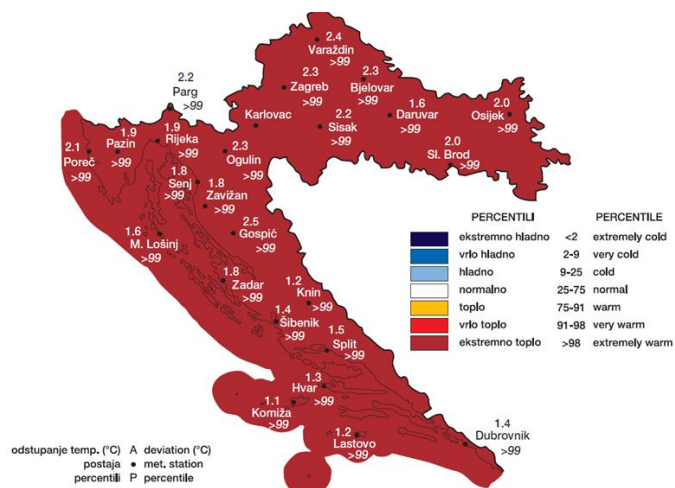 2.4
Varaždin
>99
2.3
Zagreb
>99
2.3
Bjelovar
>99
2.2
Parg
>99
Karlovac
2.2
Sisak
>99
1.6
Daruvar
>99
2.0
Osijek
>99
2.0
Sl. Brod
>99
2.1
Poreč
>99
1.9
Pazin
>99
1.9
Rijeka
>99
2.3
Ogulin
>99
1.8
Senj
>99
1.8
Zavižan
>99
1.6
M. Lošinj
>99
2.5
Gospić
>99
1.8
Zadar
>99
1.2
Knin
>99
1.4
Šibenik
>99
1.5
Split
>99
1.3
Hvar
>99
1.1
Komiža
>99
1.2
Lastovo
>99
1.4
Dubrovnik
>99
PERCENTILI PERCENTILE
ekstremno hladno <2 extremely cold
vrlo hladno 2-9 very cold
hladno 9-25 cold
normalno 25-75 normal
toplo 75-91 warm
vrlo toplo 91-98 very warm
ekstremno toplo >98 extremely warm
odstupanje temp. (°C) A deviation (°C)
postaja met. station
percentili P percentile